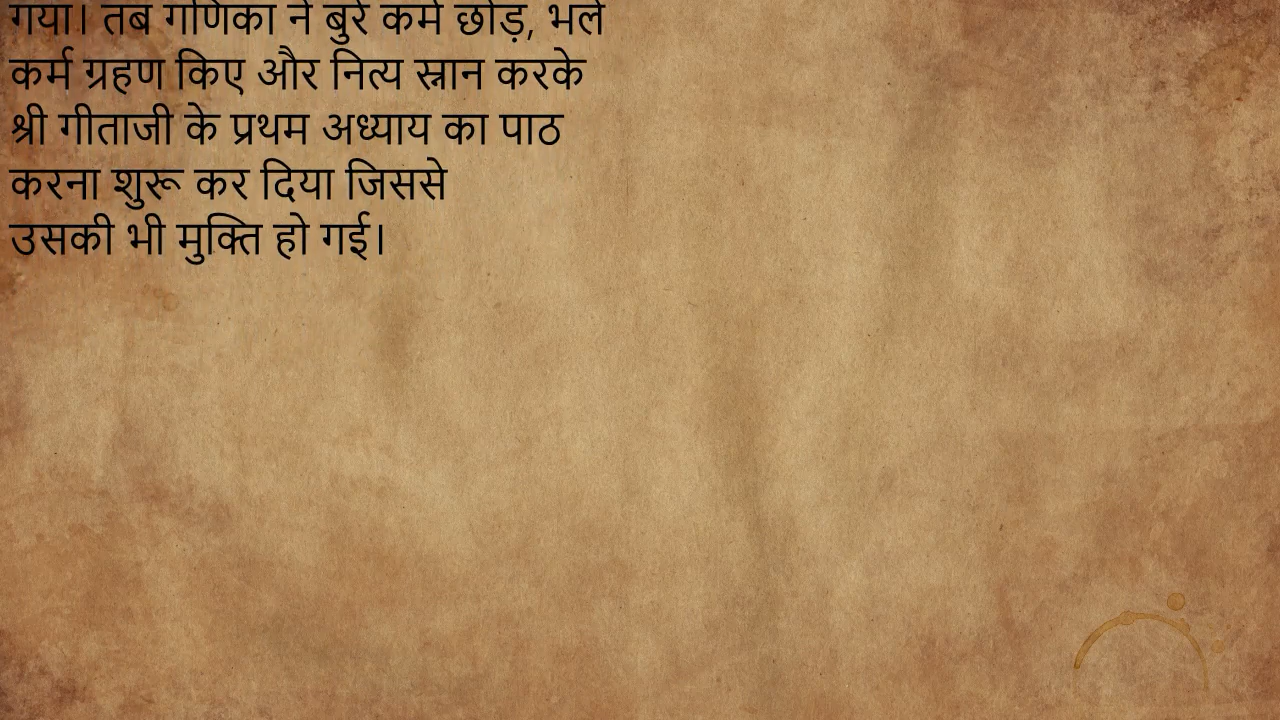 गया। तब गणिका ने बुरे कर्म छोड़, भले
कर्म ग्रहण किए और नित्य स्नान करके
श्री गीताजी के प्रथम अध्याय का पाठ
करना शुरू कर दिया जिससे
उसकी भी मुक्ति हो गई।